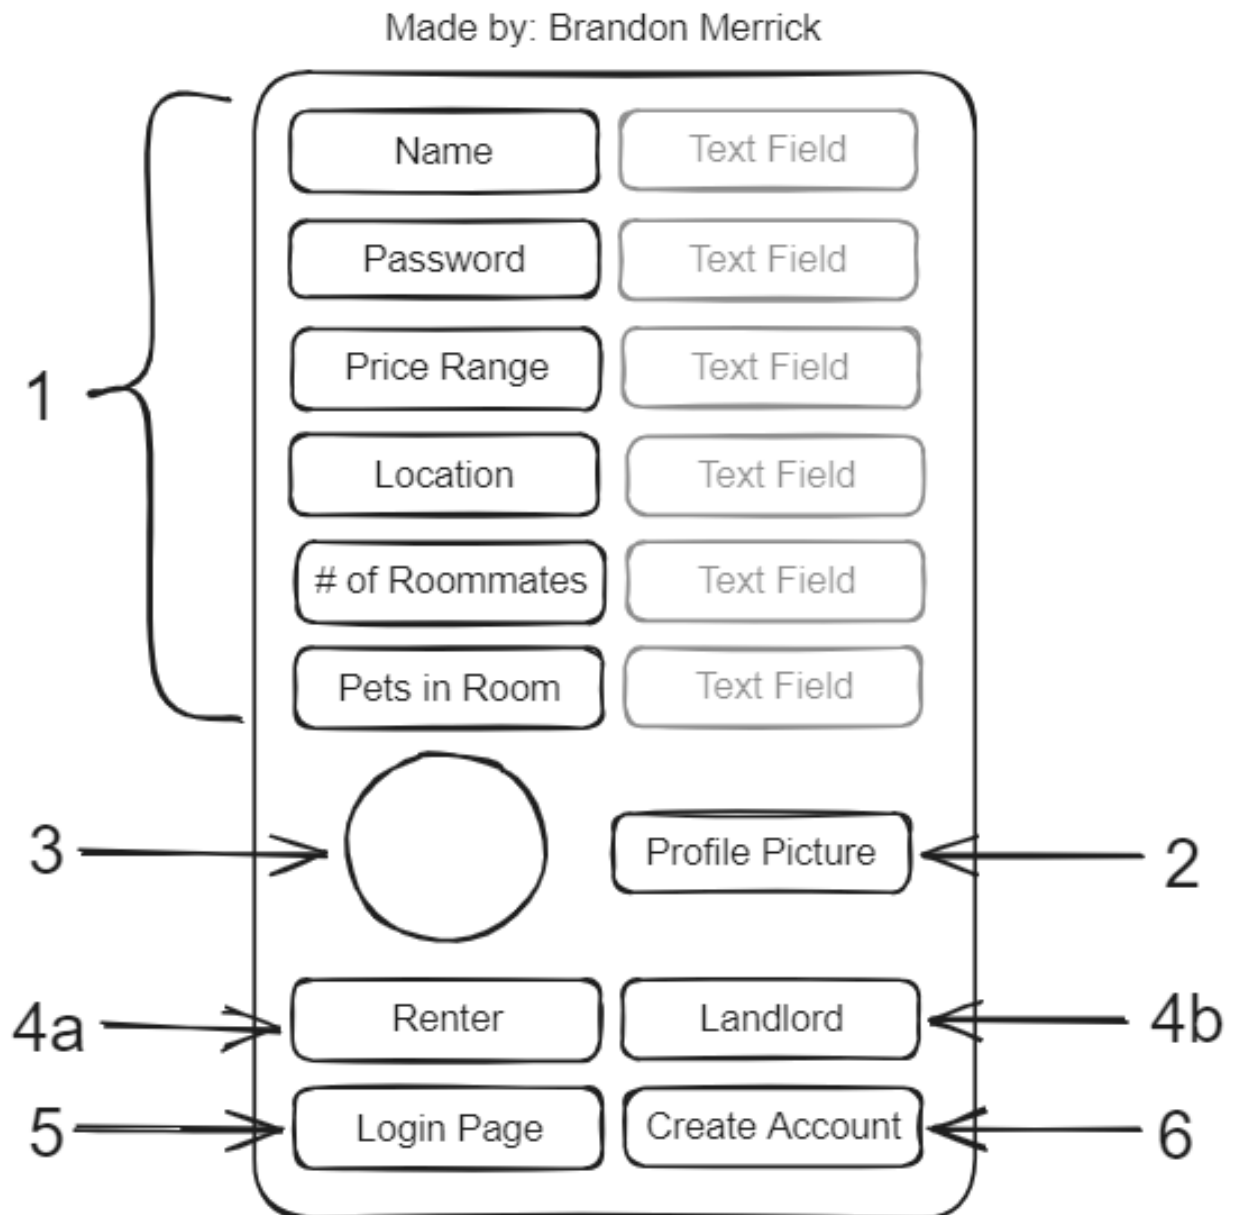 Made by: Brandon Merrick
Name Text Field
Password Text Field
Price Range Text Field
1
Location Text Field
# of Roommates Text Field
Pets in Room Text Field
3 Profile Picture 2
4a Renter Landlord 4b
5 Login Page Create Account 6